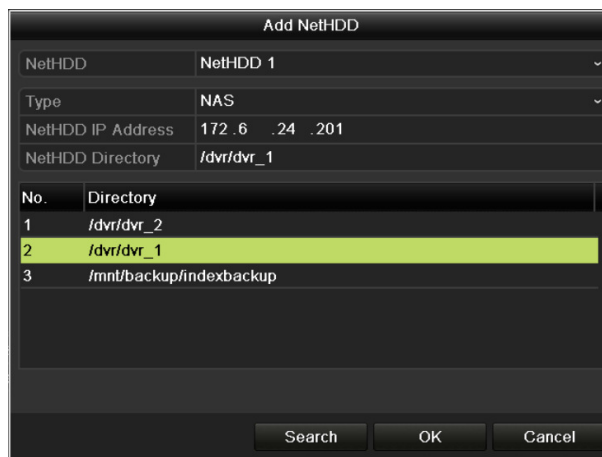 Add NetHDD
NetHDD NetHDD 1
Type NAS
NetHDD IP Address 172 .6 .24 .201
NetHDD Directory /dvr/dvr_1
No. Directory
1 /dvr/dvr_2
2 /dvr/dvr_1
3 /mnt/backup/indexbackup
Search OK Cancel